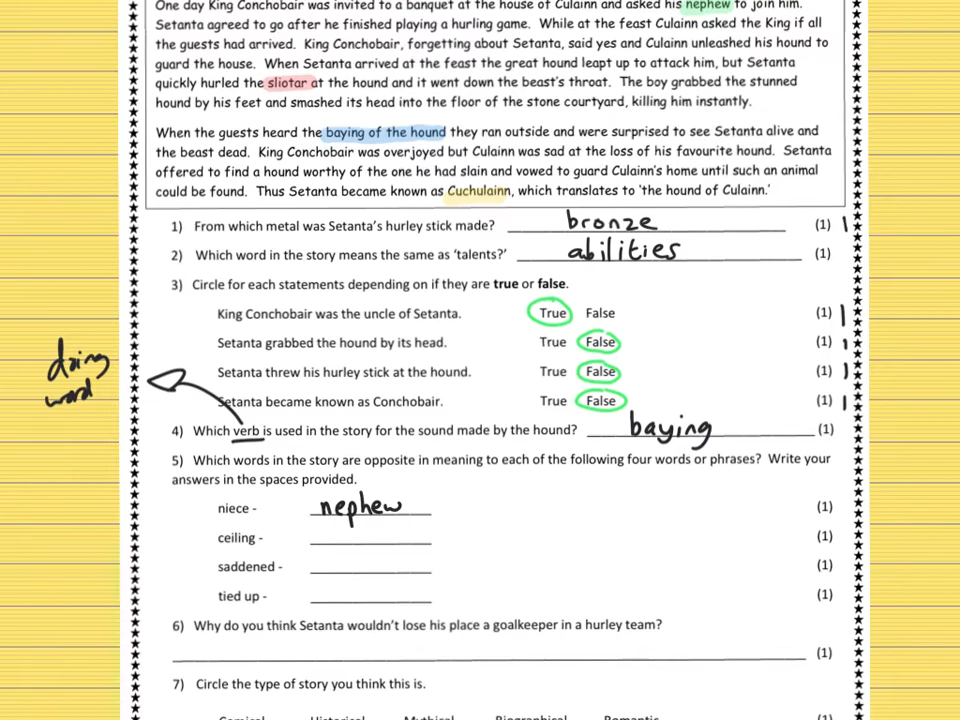 One day King Conchobair was invited to a banquet at the house of Culainn and asked his nephew to join him.
Setanta agreed to go after he finished playing a hurling game. While at the feast Culainn asked the King if all
the guests had arrived. King Conchobair, forgetting about Setanta, said yes and Culainn unleashed his hound to
guard the house. When Setanta arrived at the feast the great hound leapt up to attack him, but Setanta
quickly hurled the sliotar at the hound and it went down the beast's throat. The boy grabbed the stunned
hound by his feet and smashed its head into the floor of the stone courtyard, killing him instantly.
When the guests heard the baying of the hound they ran outside and were surprised to see Setanta alive and
the beast dead. King Conchobair was overjoyed but Culainn was sad at the loss of his favourite hound. Setanta
offered to find a hound worthy of the one he had slain and vowed to guard Culainn's home until such an animal
could be found. Thus Setanta became known as Cuchulainn, which translates to 'the hound of Culainn.'
1) From which metal was Setanta's hurley stick made? bronze (1) 1
2) Which word in the story means the same as 'talents?' abilities (1)
3) Circle for each statements depending on if they are true or false.
King Conchobair was the uncle of Setanta. True False (1) 1
Setanta grabbed the hound by its head. True False (1) 1
Setanta threw his hurley stick at the hound. True False (1) 1
Setanta became known as Conchobair. True False (1) 1
doing
word
4) Which verb is used in the story for the sound made by the hound? baying (1)
5) Which words in the story are opposite in meaning to each of the following four words or phrases? Write your
answers in the spaces provided.
niece - nephew (1)
ceiling - (1)
saddened - (1)
tied up - (1)
6) Why do you think Setanta wouldn't lose his place a goalkeeper in a hurley team?
(1)
7) Circle the type of story you think this is.